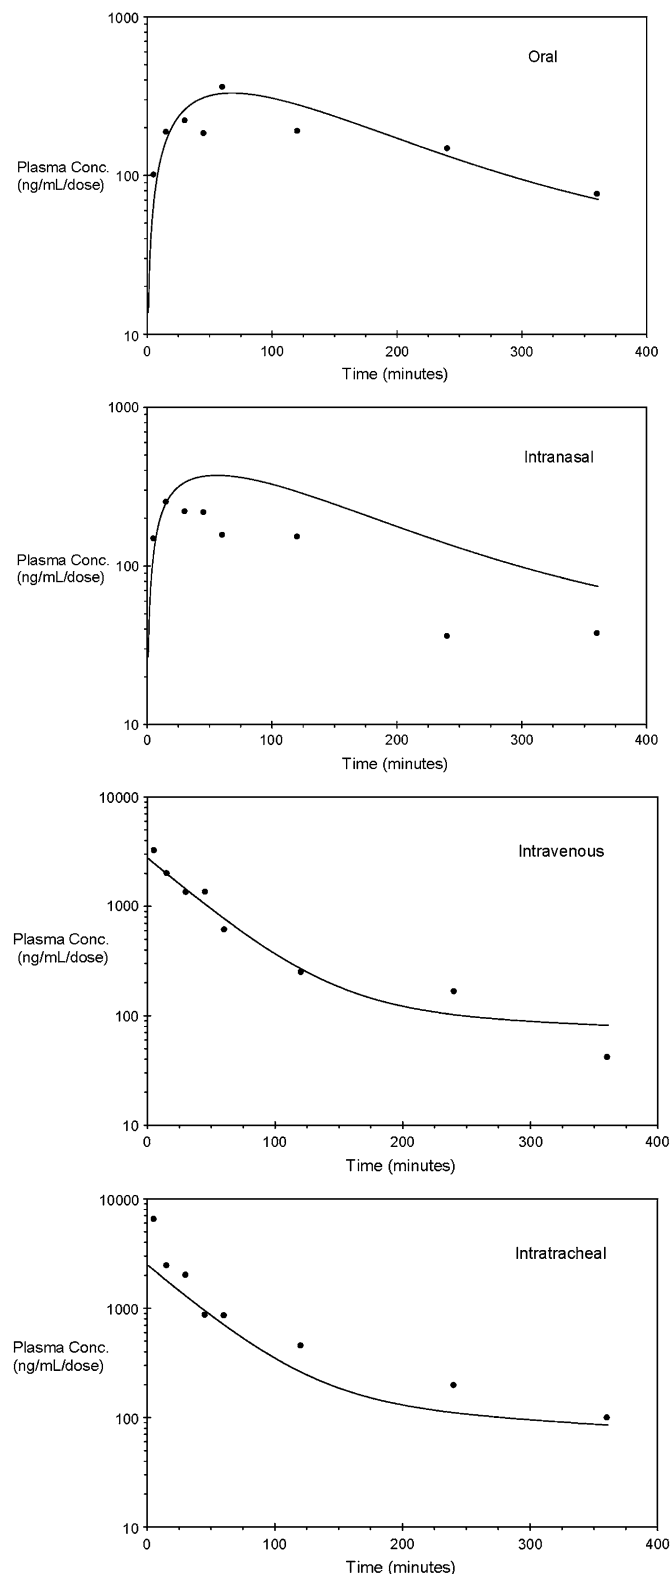 1000
Oral
Plasma Conc.
(ng/mL/dose)
100
10
0
100
200
300
400
Time (minutes)
1000
Intranasal
Plasma Conc.
(ng/mL/dose)
100
10
0
100
200
300
400
Time (minutes)
10000
Intravenous
1000
Plasma Conc.
(ng/mL/dose)
100
10
0
100
200
300
400
Time (minutes)
10000
Intratracheal
1000
Plasma Conc.
(ng/mL/dose)
100
10
0
100
200
300
400
Time (minutes)